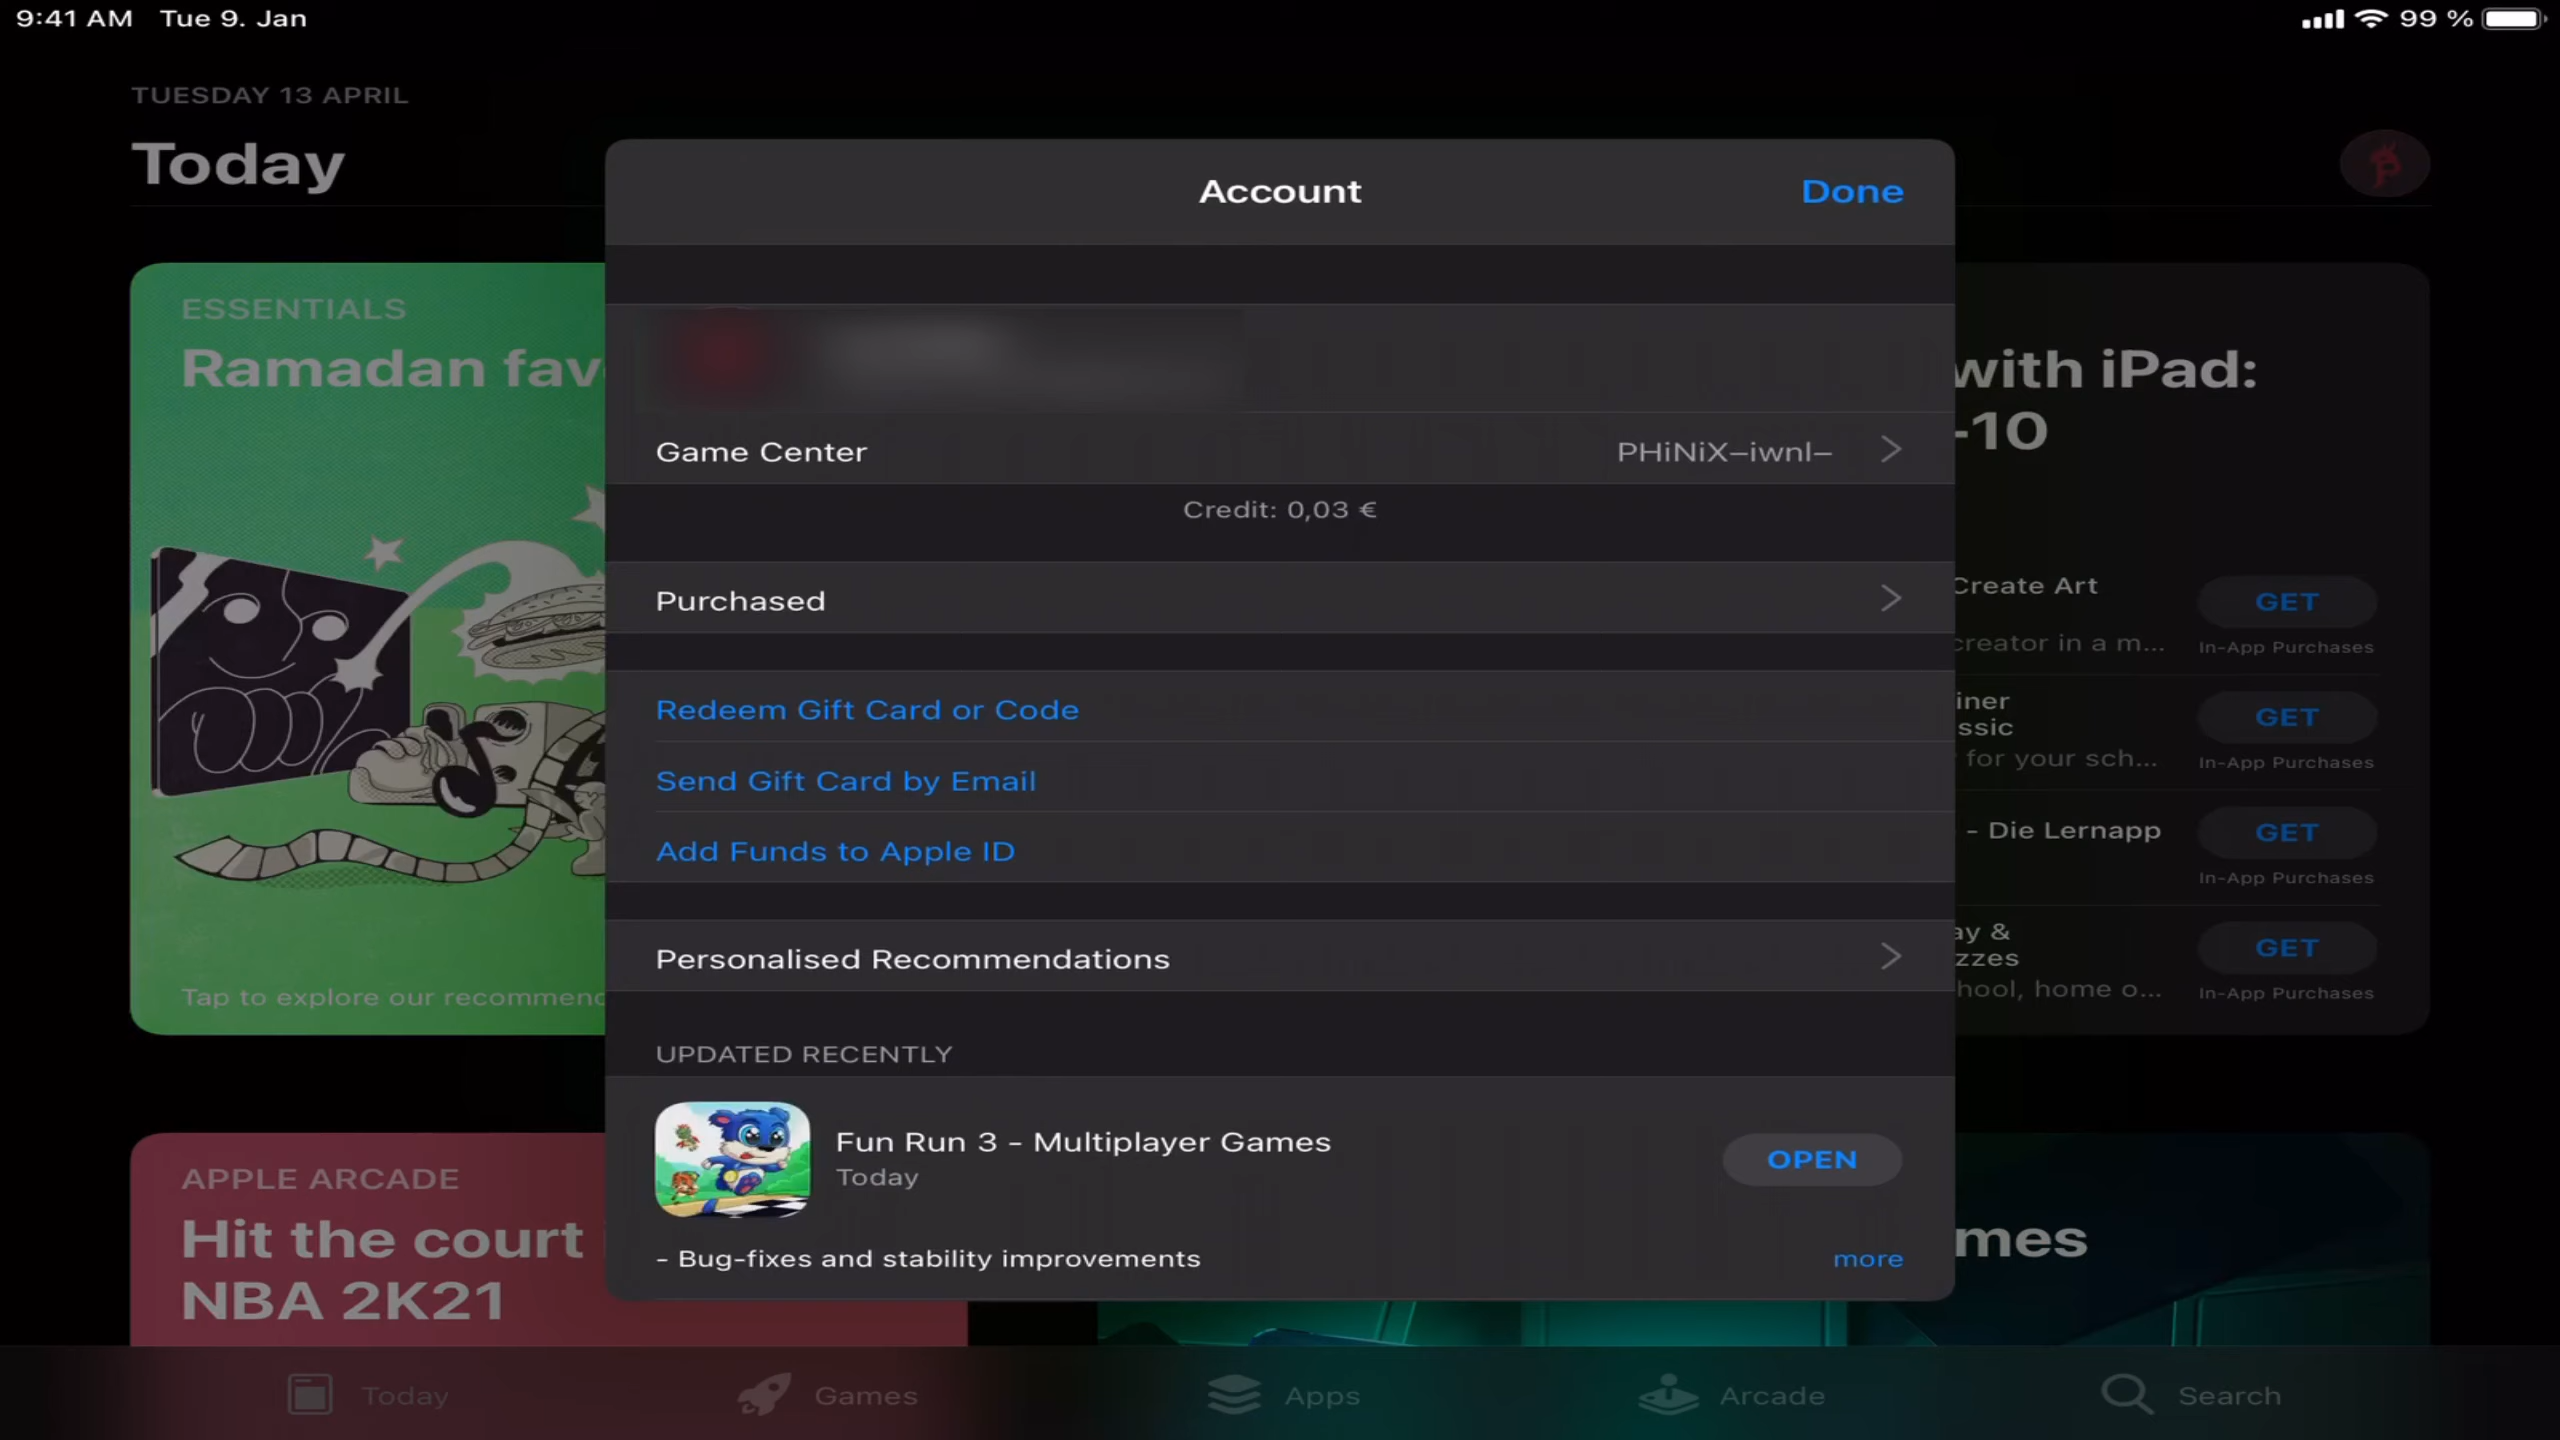 9:41 AM Tue 9. Jan
99 %
TUESDAY 13 APRIL
Today
Account
Done
ESSENTIALS
Ramadan fav
with iPad:
-10
Game Center
PHiNiX–iwnl–
Credit: 0,03 €
Purchased
Create Art
creator in a m...
GET
In-App Purchases
Redeem Gift Card or Code
Send Gift Card by Email
Add Funds to Apple ID
iner
ssic
for your sch...
GET
In-App Purchases
- Die Lernapp
GET
In-App Purchases
Personalised Recommendations
ay &
zzes
hool, home o...
GET
In-App Purchases
Tap to explore our recommend
UPDATED RECENTLY
Fun Run 3 - Multiplayer Games
Today
OPEN
- Bug-fixes and stability improvements
more
APPLE ARCADE
Hit the court
NBA 2K21
mes
Today
Games
Apps
Arcade
Search